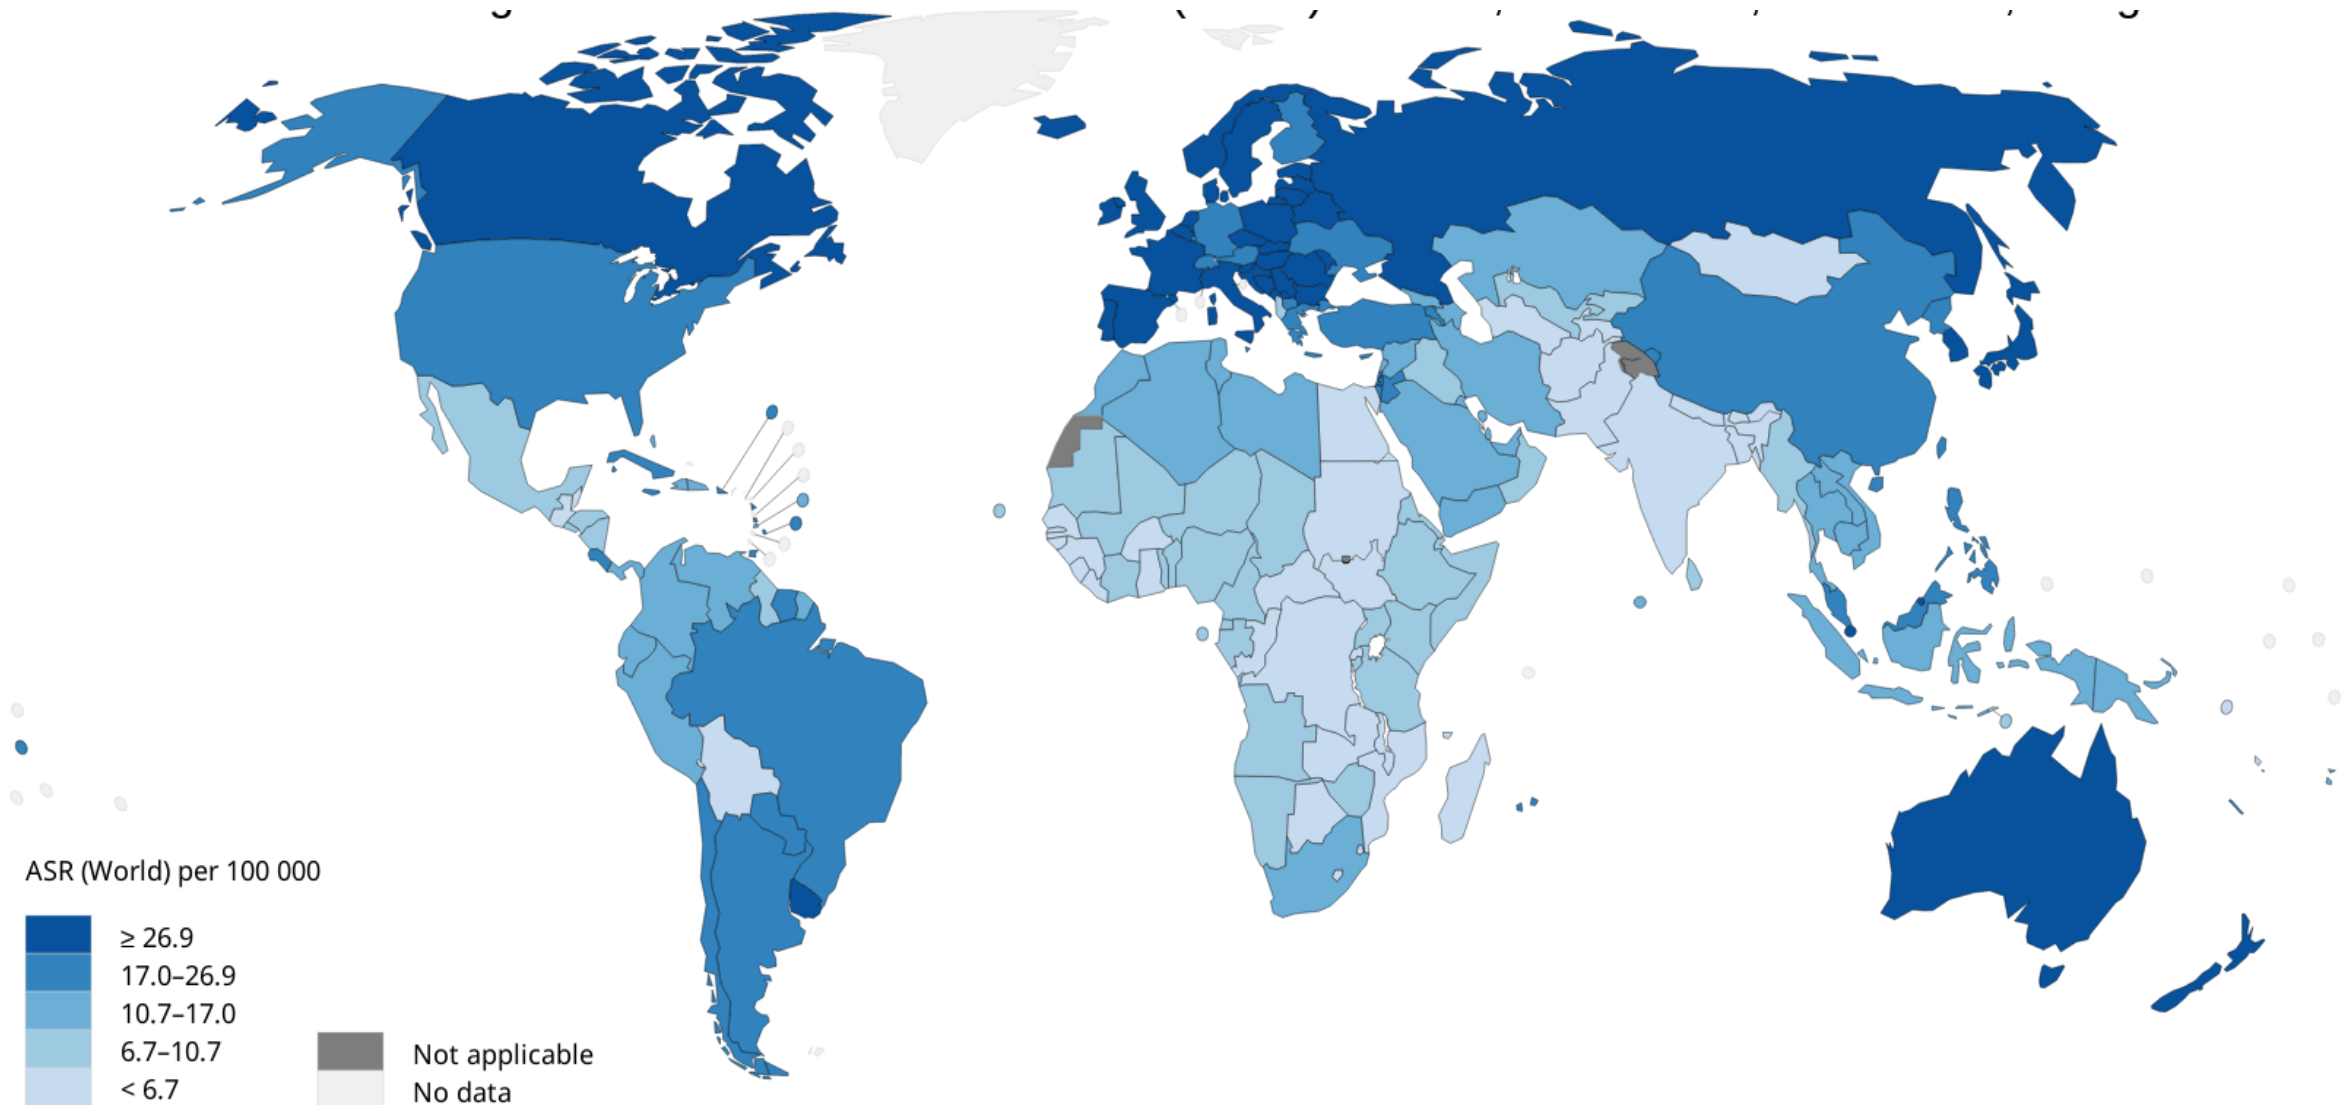 ASR (World) per 100 000
≥ 26.9
17.0–26.9
10.7–17.0
6.7–10.7
< 6.7
Not applicable
No data